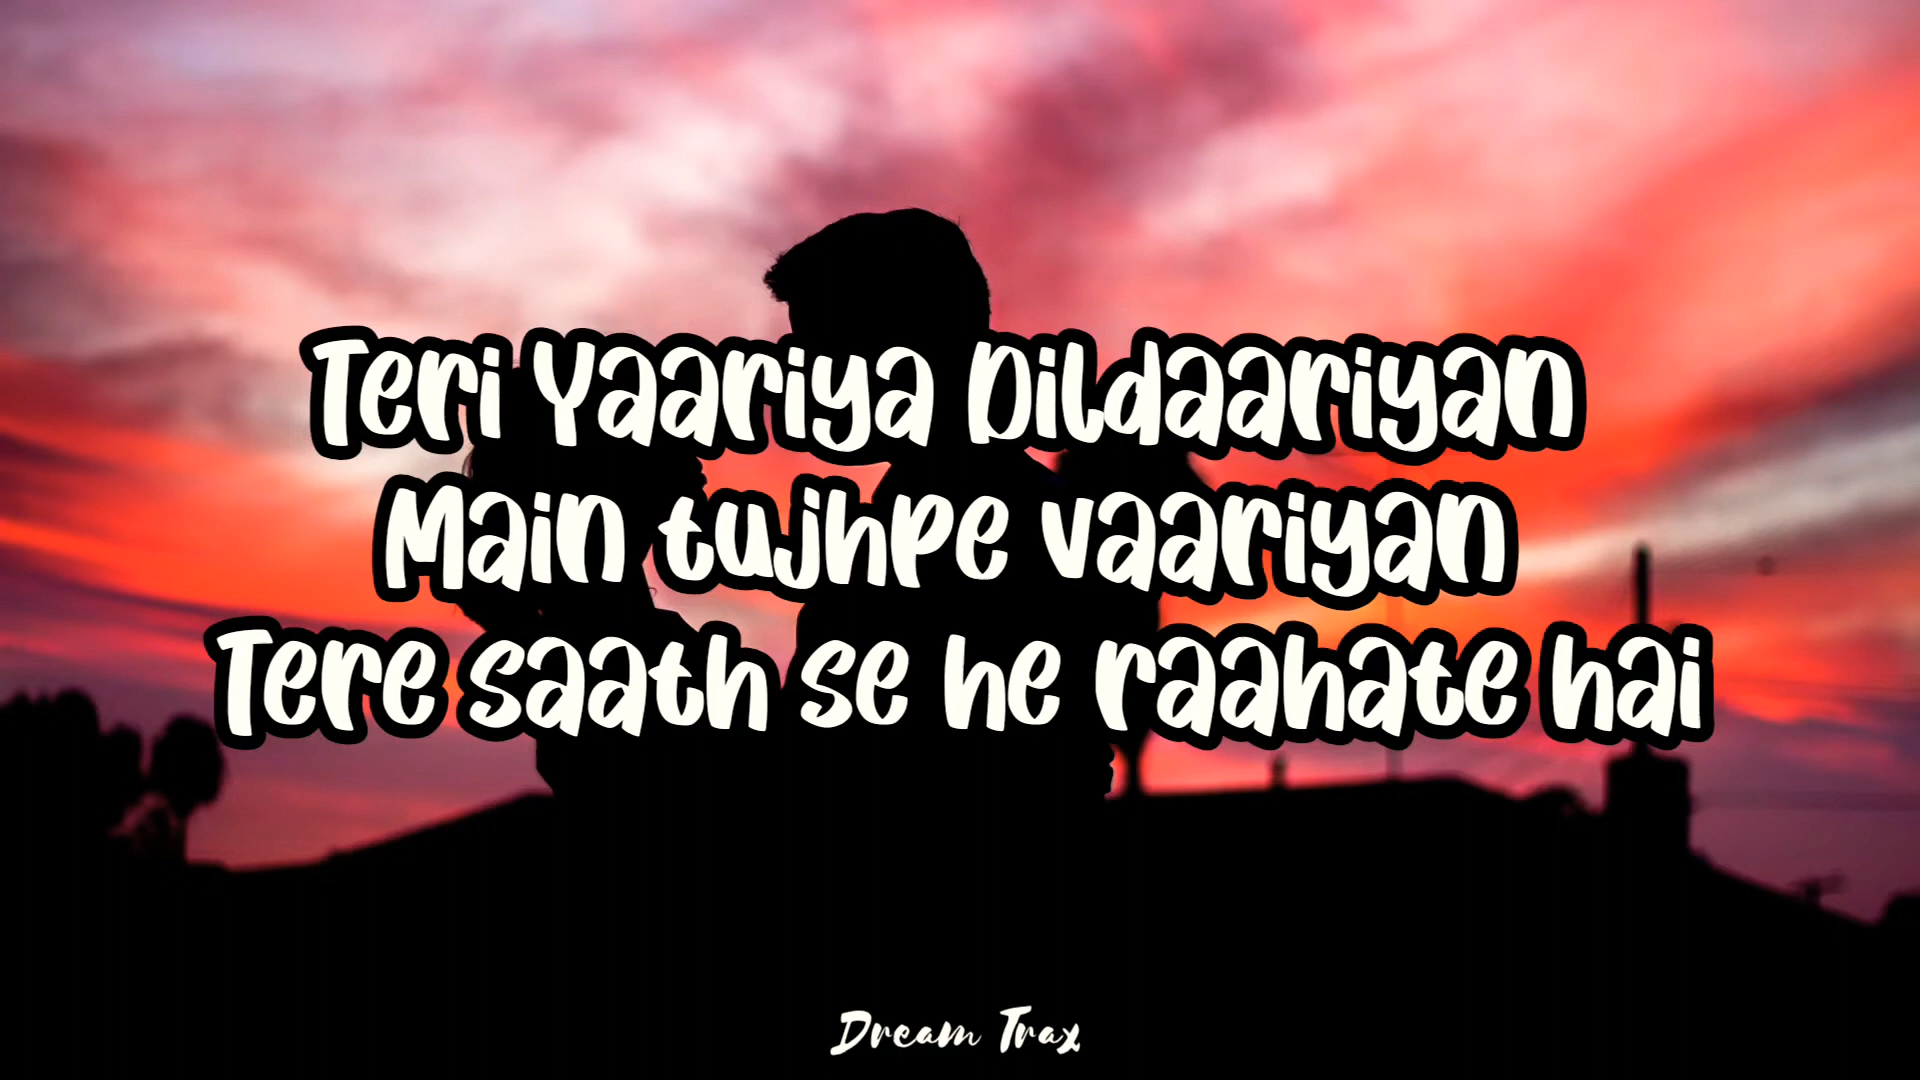 Teri Yaariya Dildaariyan
Main tujhpe vaariyan
Tere saath se he raahate hai
Dream Trax